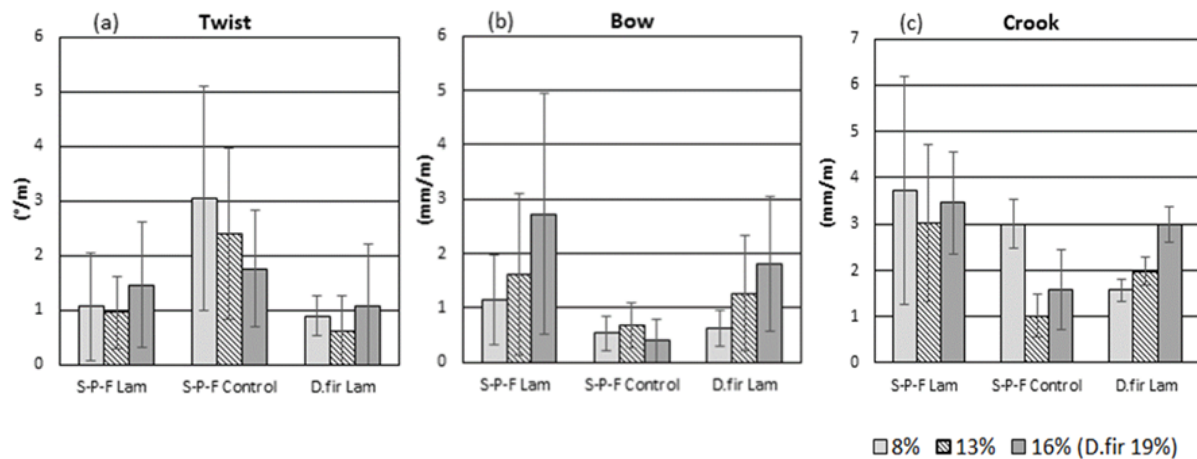 (a) Twist
6
5
4
3
2
1
0
(°/m)
S-P-F Lam S-P-F Control D.fir Lam
(b) Bow
6
5
4
3
2
1
0
(mm/m)
S-P-F Lam S-P-F Control D.fir Lam
(c) Crook
7
6
5
4
3
2
1
0
(mm/m)
S-P-F Lam S-P-F Control D.fir Lam
8% 13% 16% (D.fir 19%)